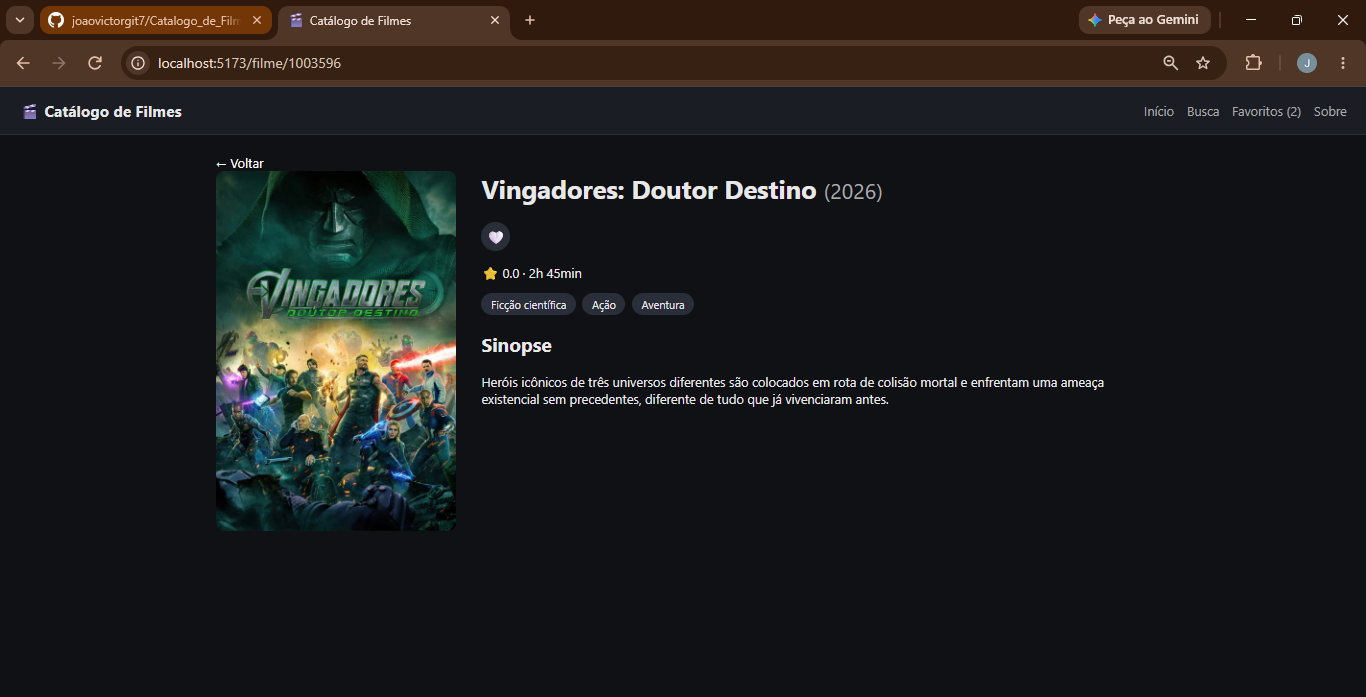 joaovictorgit7/Catalogo_de_Film
Catálogo de Filmes
Peça ao Gemini
localhost:5173/filme/1003596
J
Catálogo de Filmes
Início Busca Favoritos (2) Sobre
← Voltar
Vingadores: Doutor Destino (2026)
VINGADORES
DOUTOR DESTINO
0.0 · 2h 45min
Ficção científica Ação Aventura
Sinopse
Heróis icônicos de três universos diferentes são colocados em rota de colisão mortal e enfrentam uma ameaça
existencial sem precedentes, diferente de tudo que já vivenciaram antes.